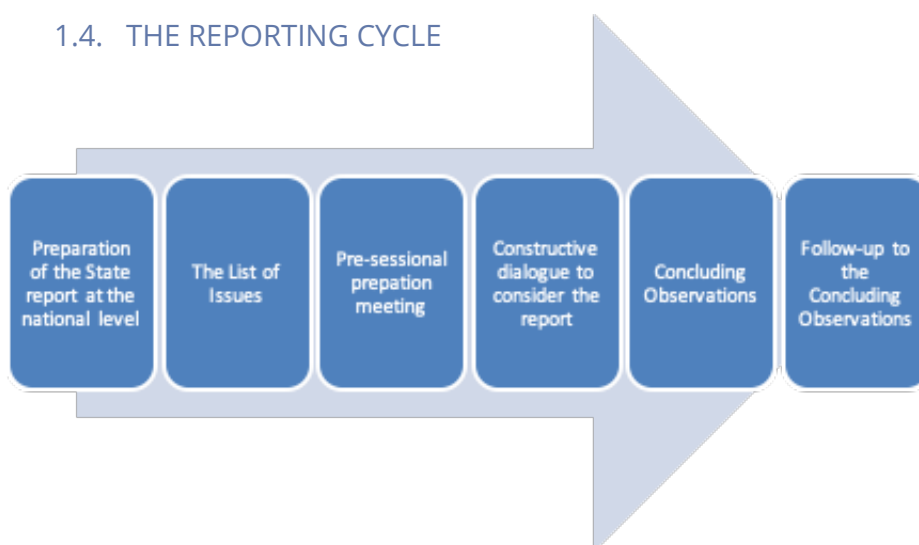 1.4. THE REPORTING CYCLE
Preparation
of the State
report at the
national level
The List of
Issues
Pre-sessional
prepation
meeting
Constructive
dialogue to
consider the
report
Concluding
Observations
Follow-up to
the
Concluding
Observations